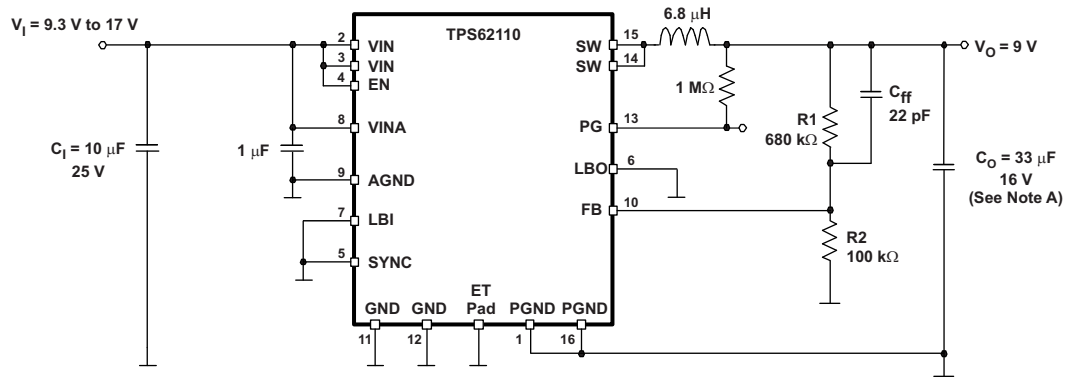 V_I = 9.3 V to 17 V
TPS62110
6.8 μH
V_O = 9 V
2 VIN
3 VIN
4 EN
8 VINA
9 AGND
7 LBI
5 SYNC
SW 15
SW 14
PG 13
LBO 6
FB 10
1 MΩ
C_ff
22 pF
R1
680 kΩ
C_I = 10 μF
25 V
1 μF
C_O = 33 μF
16 V
(See Note A)
R2
100 kΩ
ET
GND GND Pad PGND PGND
11 12 1 16